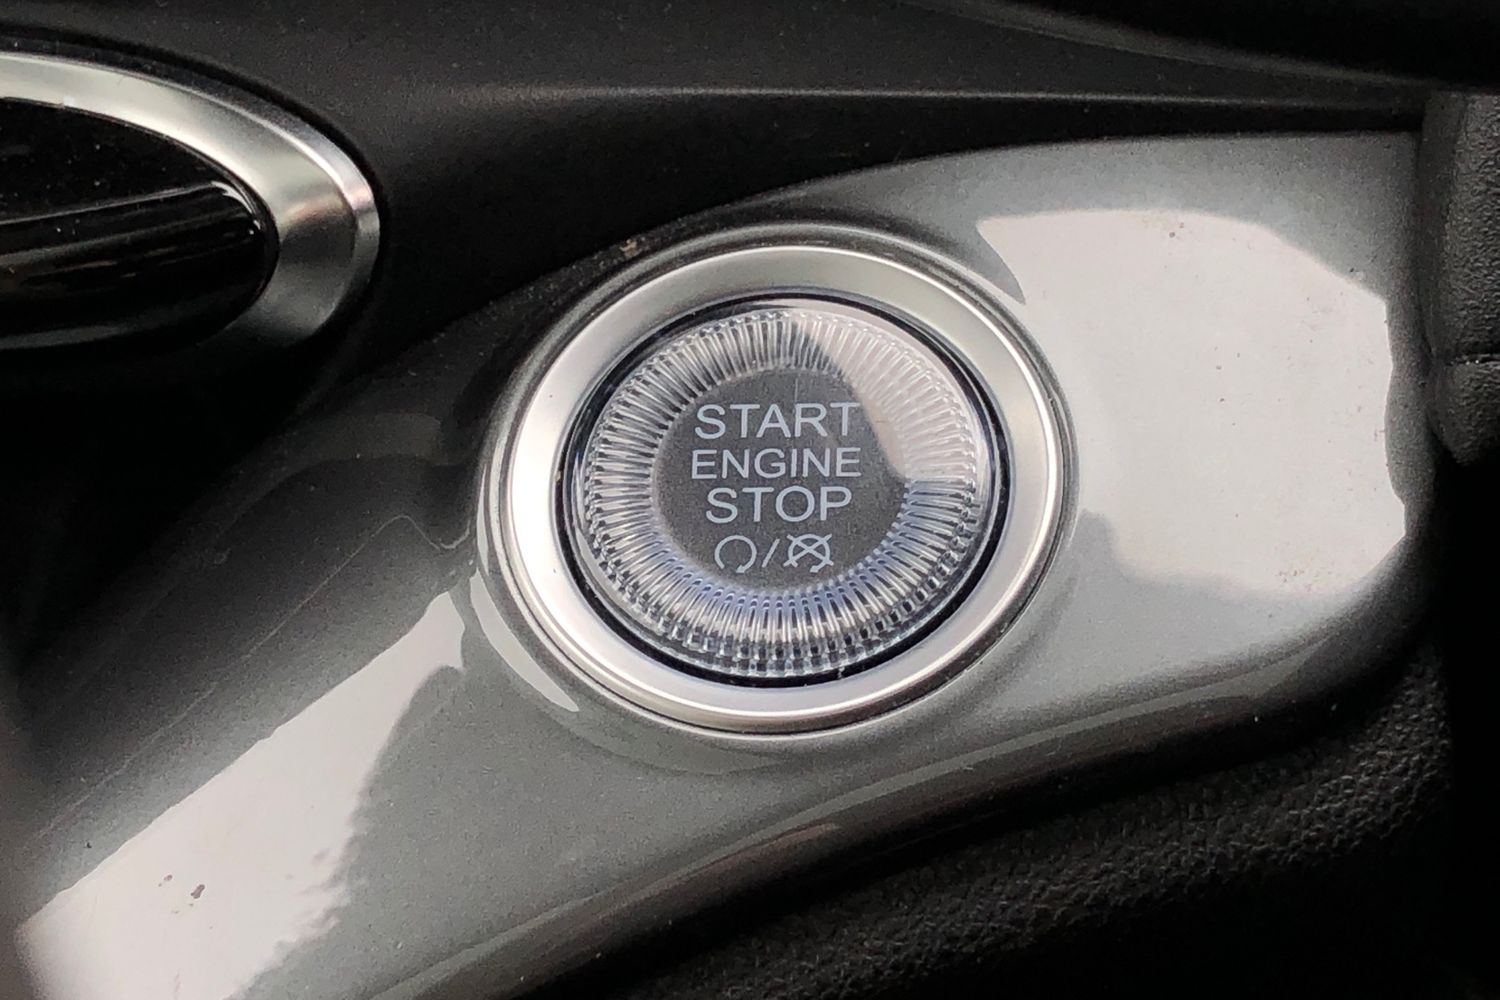 START
ENGINE
STOP
/